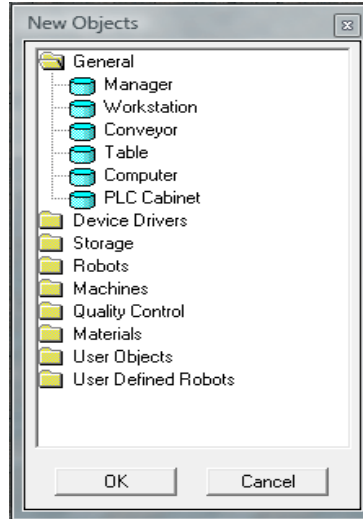 New Objects
General
Manager
Workstation
Conveyor
Table
Computer
PLC Cabinet
Device Drivers
Storage
Robots
Machines
Quality Control
Materials
User Objects
User Defined Robots
OK Cancel